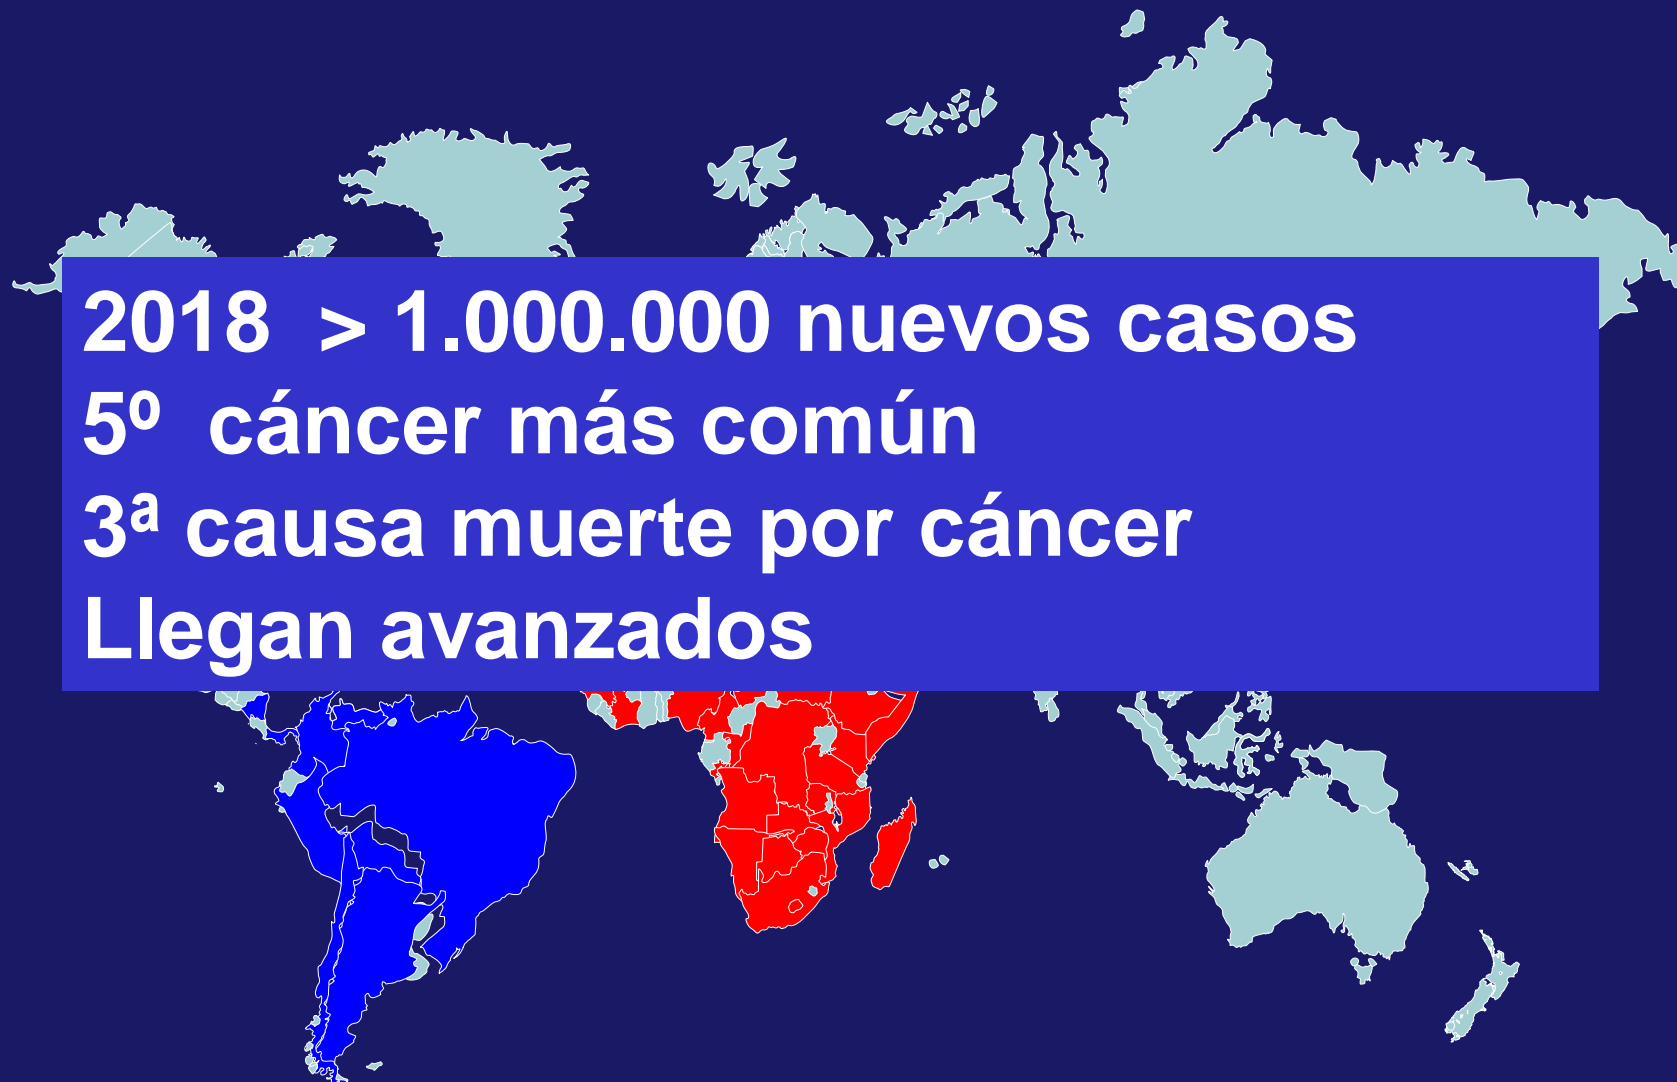 2018 > 1.000.000 nuevos casos
5º cáncer más común
3ª causa muerte por cáncer
Llegan avanzados